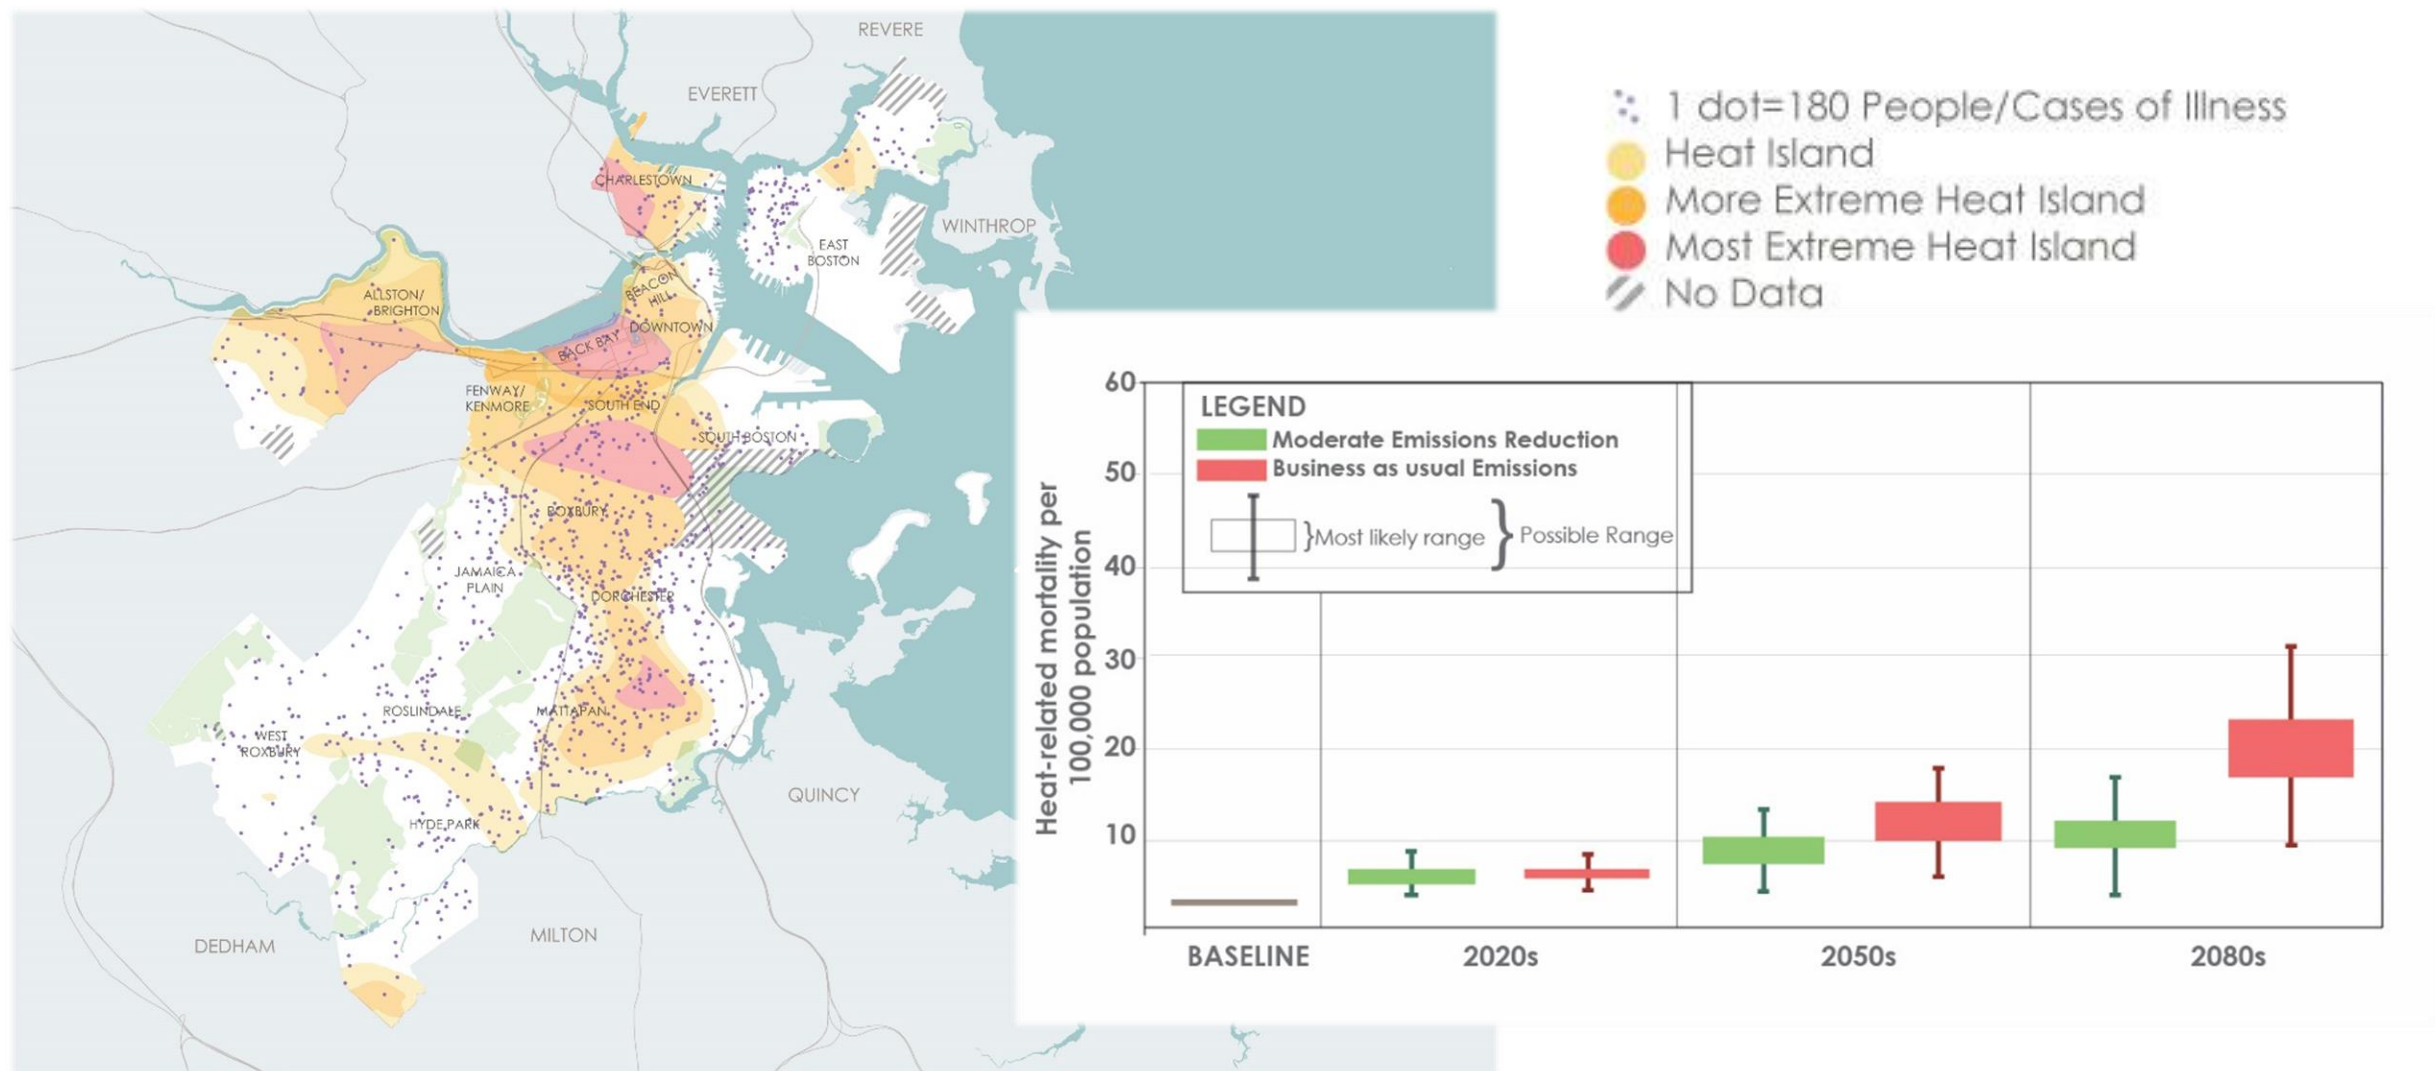 REVERE
EVERETT
CHARLESTOWN
WINTHROP
EAST
BOSTON
BEACON
HILL
ALLSTON/
BRIGHTON
DOWNTOWN
BACK BAY
FENWAY/
KENMORE
SOUTH END
SOUTH BOSTON
ROXBURY
JAMAICA
PLAIN
DORCHESTER
ROSLINDALE
MATTAPAN
WEST
ROXBURY
QUINCY
HYDE PARK
DEDHAM
MILTON
1 dot=180 People/Cases of Illness
Heat Island
More Extreme Heat Island
Most Extreme Heat Island
No Data
LEGEND
Moderate Emissions Reduction
Business as usual Emissions
}Most likely range } Possible Range
Heat-related mortality per
100,000 population
60
50
40
30
20
10
BASELINE
2020s
2050s
2080s